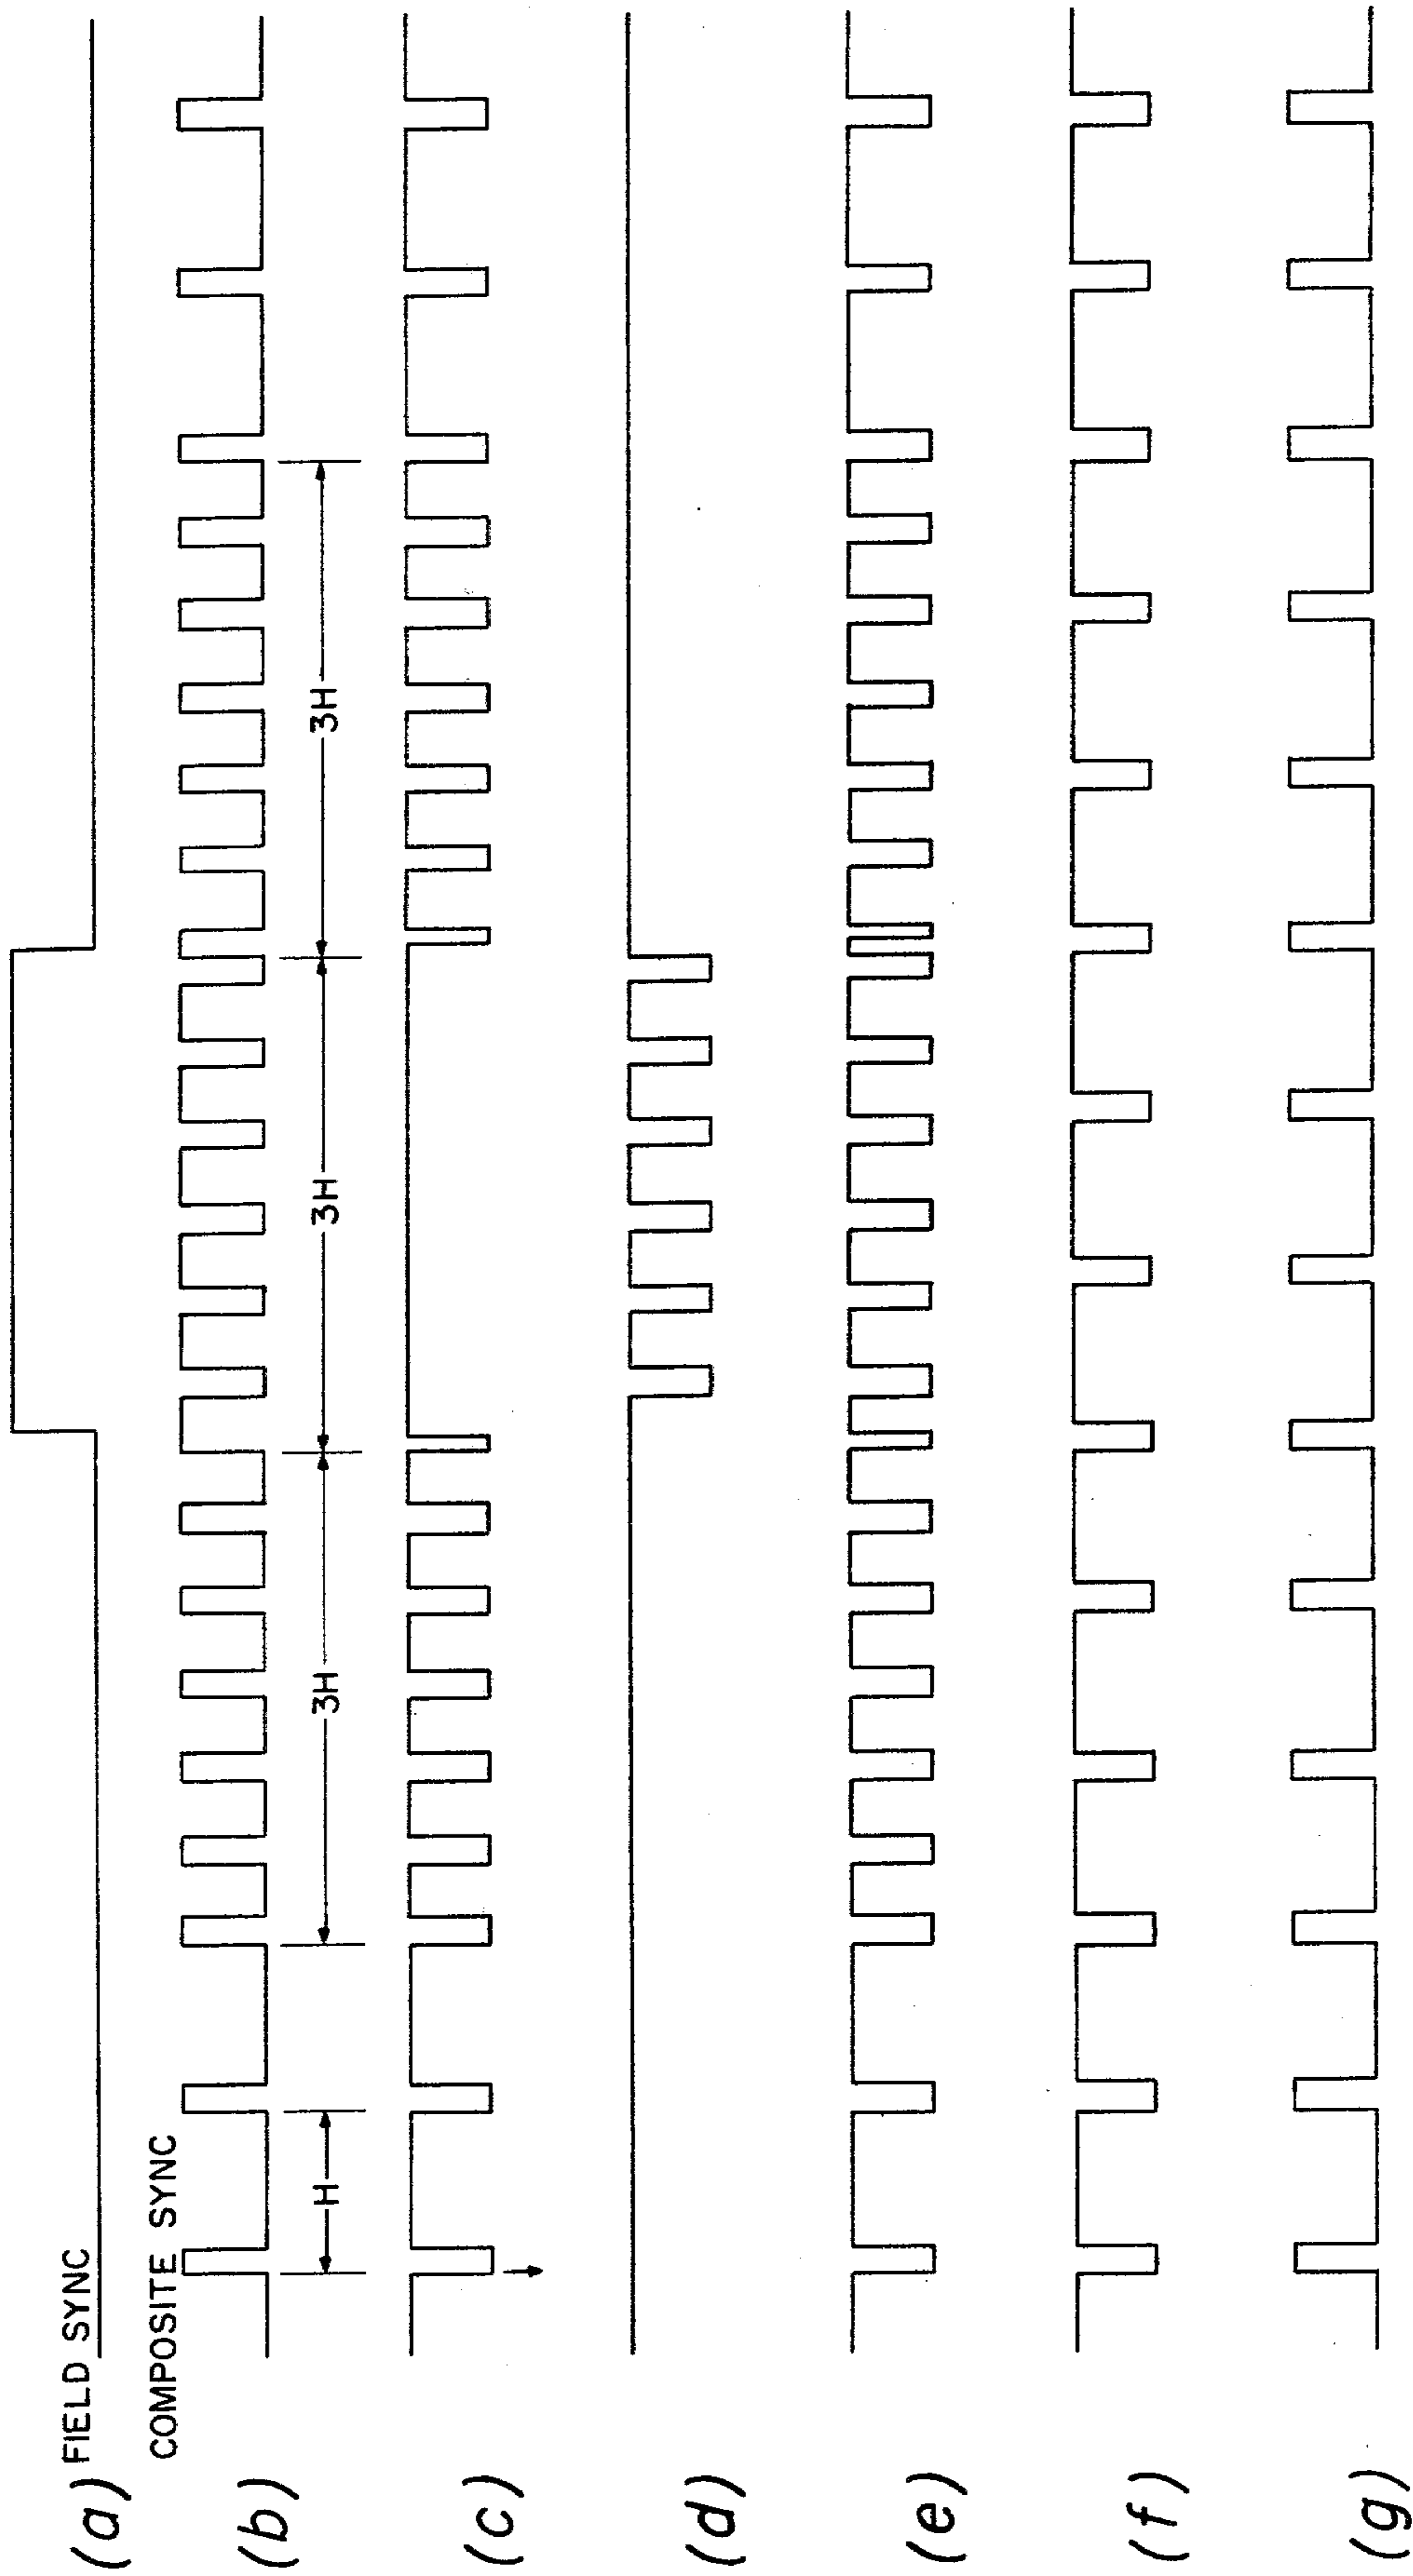 (a) FIELD SYNC
COMPOSITE SYNC
(b)
H
3H
3H
3H
(c)
(d)
(e)
(f)
(g)